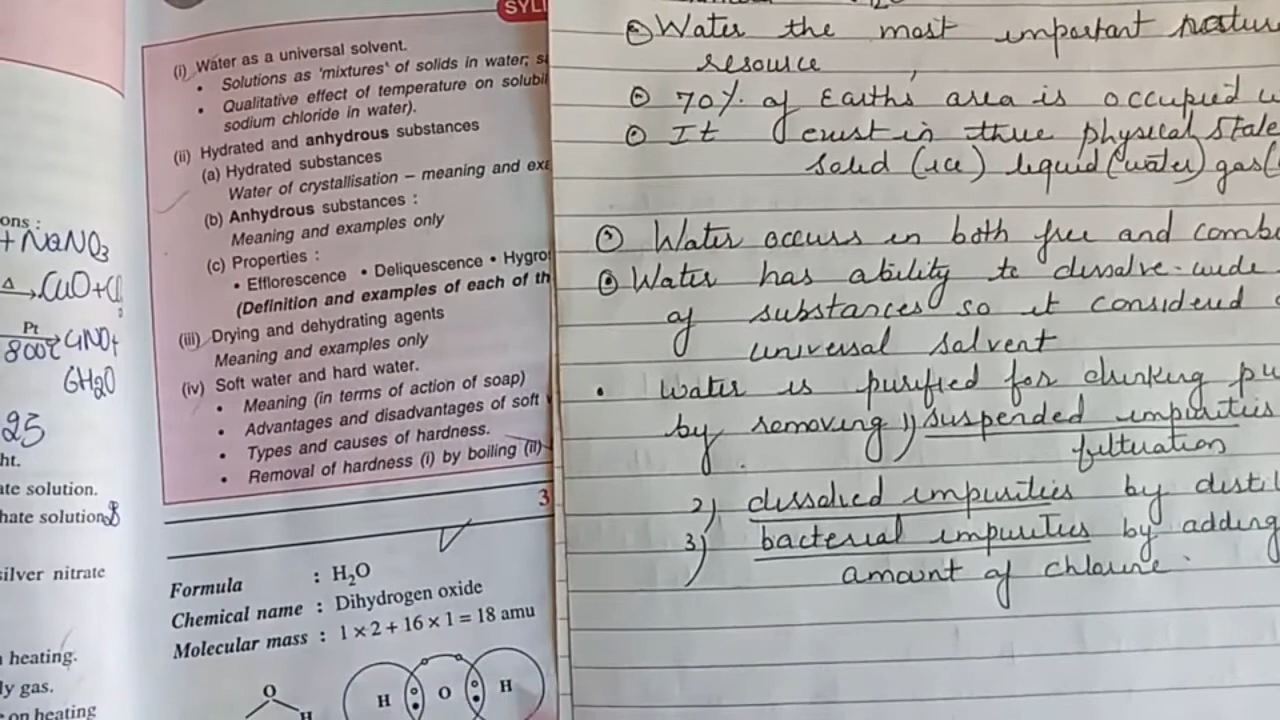 ons :
+ NaNO3
Δ
→ CuO+C
Pt
800℃ 4NO+
6H2O
25
ht.
ate solution.
hate solution
silver nitrate
heating.
ly gas.
on heating
SYLL
(i) Water as a universal solvent.
• Solutions as 'mixtures' of solids in water; s
• Qualitative effect of temperature on solubil
sodium chloride in water).
(ii) Hydrated and anhydrous substances
(a) Hydrated substances
Water of crystallisation – meaning and exa
(b) Anhydrous substances :
Meaning and examples only
(c) Properties :
• Efflorescence • Deliquescence • Hygro
(Definition and examples of each of th
(iii) Drying and dehydrating agents
Meaning and examples only
(iv) Soft water and hard water.
• Meaning (in terms of action of soap)
• Advantages and disadvantages of soft w
• Types and causes of hardness.
• Removal of hardness (i) by boiling (ii)
3
Formula : H2O
Chemical name : Dihydrogen oxide
Molecular mass : 1 × 2 + 16 × 1 = 18 amu
O
H
H O H
Water the most important natur
resource
70% of Earth's area is occupied
It exist in three physical state
solid (ice) liquid (water) gas(
Water occurs in both free and comb
Water has ability to dissolve wide
of substances so it considered
universal solvent
• Water is purified for drinking pu
by removing 1) suspended impurities
filtration
2) dissolved impurities by distil
3) bacterial impurities by adding
amount of chlorine.